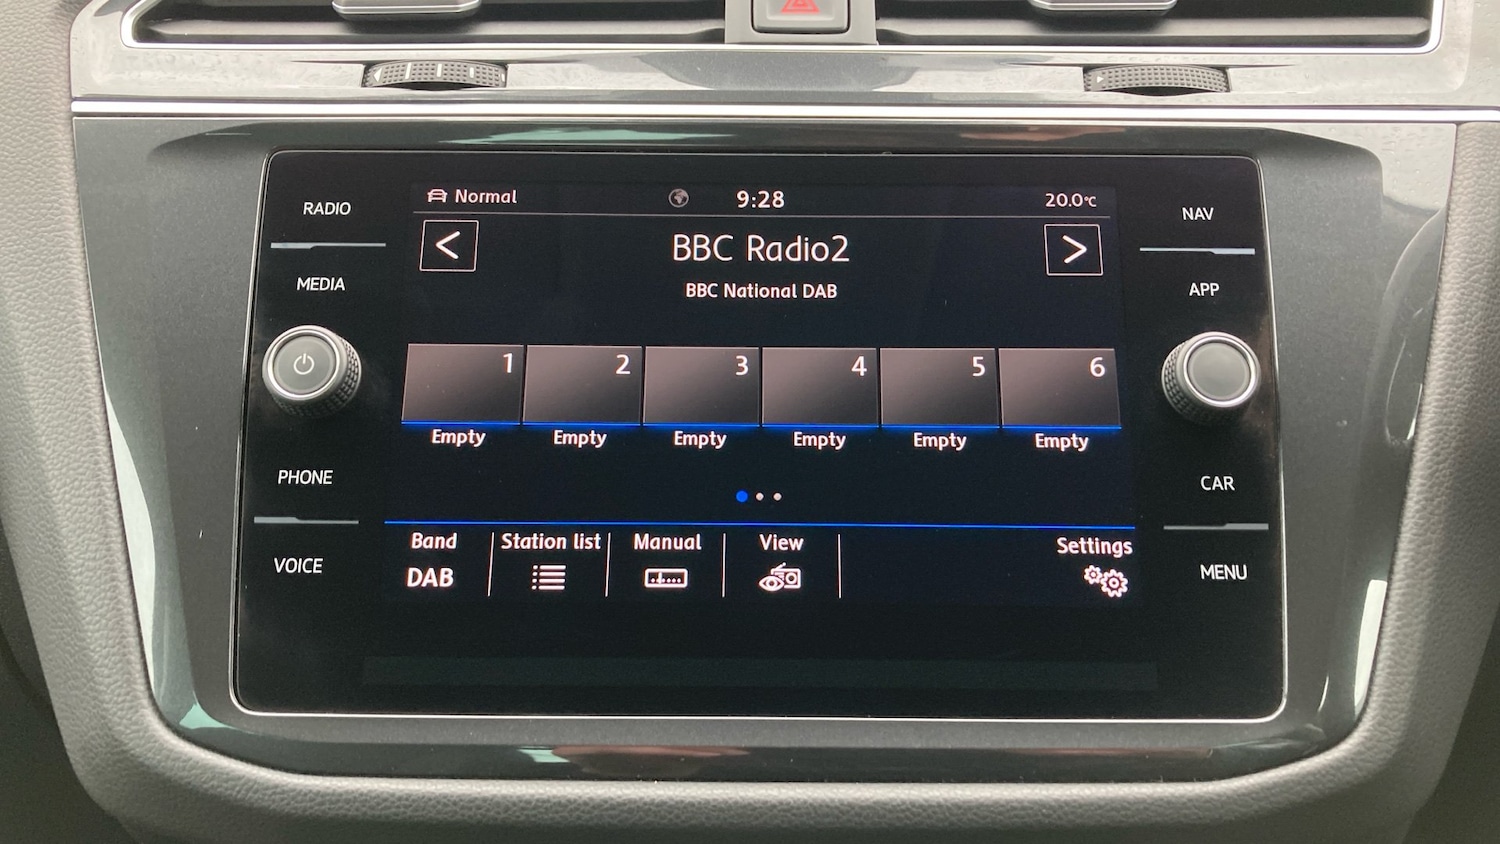 Normal 9:28 20.0°C
RADIO
MEDIA
PHONE
VOICE
<
BBC Radio2
>
BBC National DAB
1 2 3 4 5 6
Empty Empty Empty Empty Empty Empty
Band Station list Manual View Settings
DAB
NAV
APP
CAR
MENU